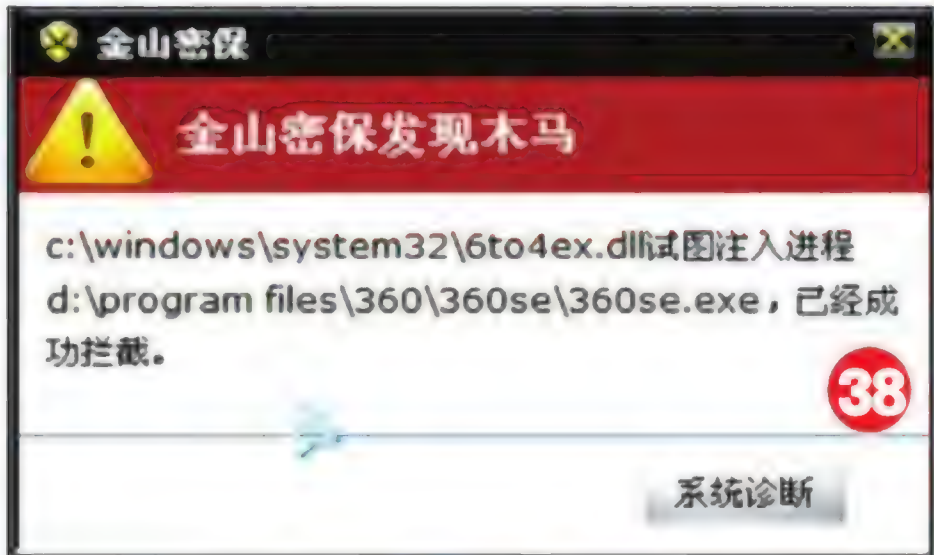 金山密保
金山密保发现木马
c:\windows\system32\6to4ex.dll试图注入进程
d:\program files\360\360se\360se.exe，已经成
功拦截。
38
系统诊断